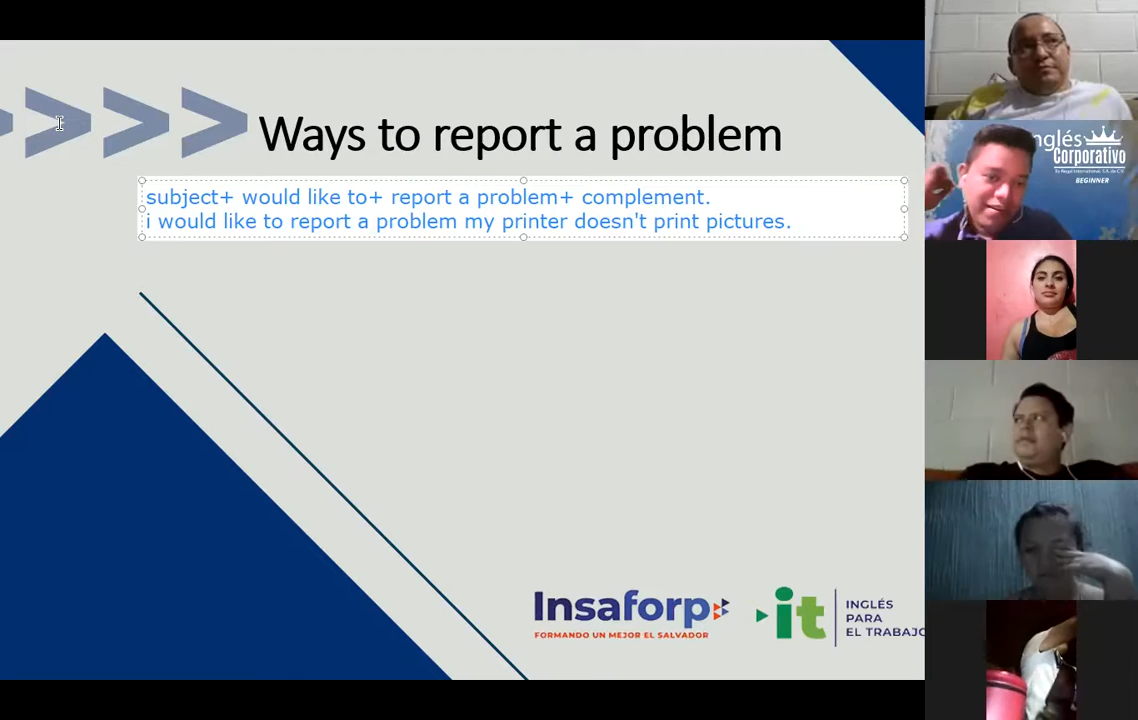 Ways to report a problem
subject+ would like to+ report a problem+ complement.
i would like to report a problem my printer doesn't print pictures.
Insaforp
FORMANDO UN MEJOR EL SALVADOR
it
INGLÉS
PARA
EL TRABAJO
nglés
Corporativo
BEGINNER